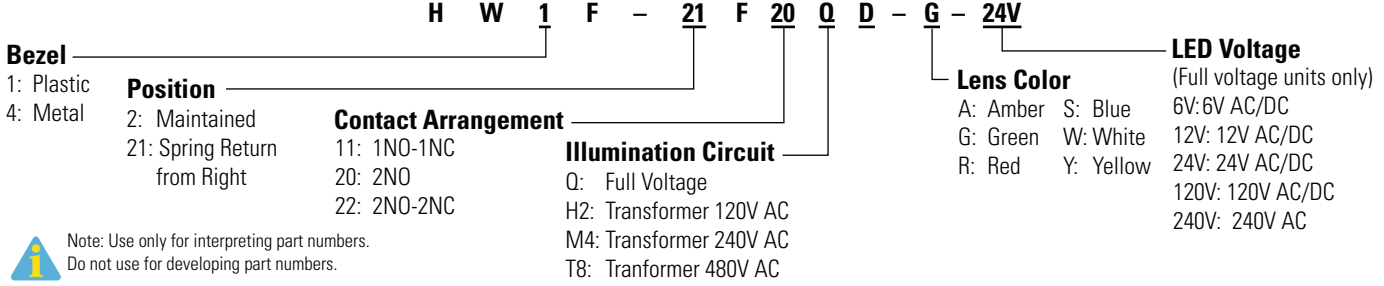 H W 1 F – 21 F 20 Q D – G – 24V
Bezel
1: Plastic
4: Metal
Position
2: Maintained
21: Spring Return
from Right
Contact Arrangement
11: 1NO-1NC
20: 2NO
22: 2NO-2NC
Illumination Circuit
Q: Full Voltage
H2: Transformer 120V AC
M4: Transformer 240V AC
T8: Tranformer 480V AC
Lens Color
A: Amber S: Blue
G: Green W: White
R: Red Y: Yellow
LED Voltage
(Full voltage units only)
6V: 6V AC/DC
12V: 12V AC/DC
24V: 24V AC/DC
120V: 120V AC/DC
240V: 240V AC
i
Note: Use only for interpreting part numbers.
Do not use for developing part numbers.